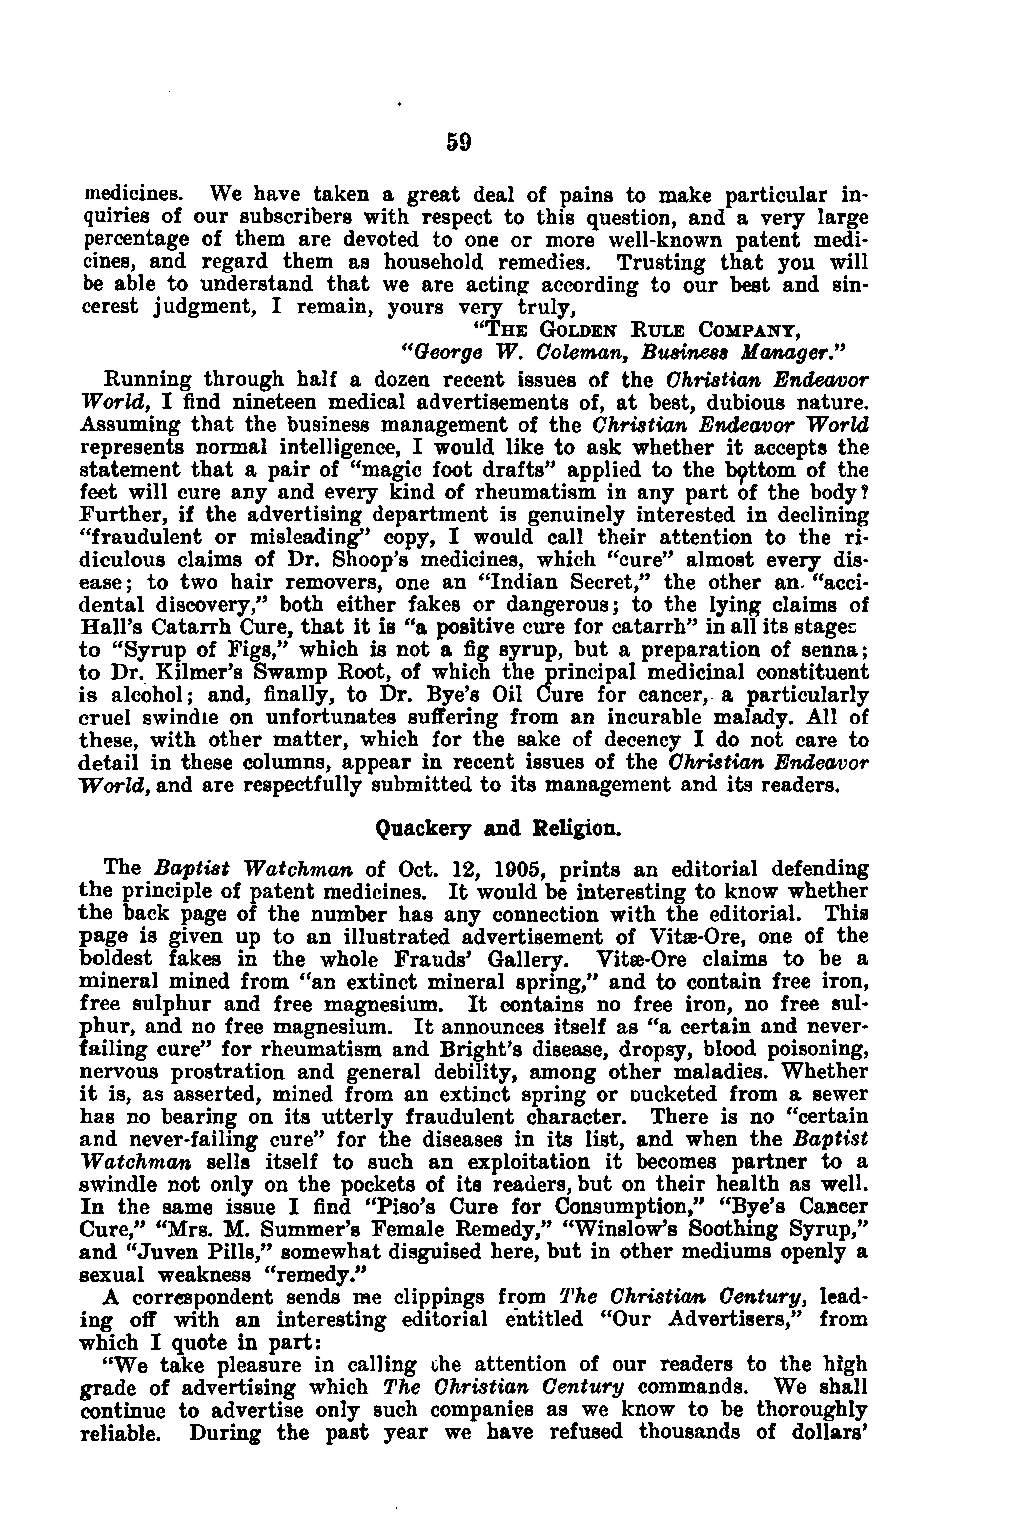 59
medicines. We have taken a great deal of pains to make particular in-
quiries of our subscribers with respect to this question, and a very large
percentage of them are devoted to one or more well-known patent medi-
cines, and regard them as household remedies. Trusting that you will
be able to understand that we are acting according to our best and sin-
cerest judgment, I remain, yours very truly,
"THE GOLDEN RULE COMPANY,
"George W. Coleman, Business Manager."
Running through half a dozen recent issues of the Christian Endeavor
World, I find nineteen medical advertisements of, at best, dubious nature.
Assuming that the business management of the Christian Endeavor World
represents normal intelligence, I would like to ask whether it accepts the
statement that a pair of "magic foot drafts" applied to the bottom of the
feet will cure any and every kind of rheumatism in any part of the body?
Further, if the advertising department is genuinely interested in declining
"fraudulent or misleading" copy, I would call their attention to the ri-
diculous claims of Dr. Shoop's medicines, which "cure" almost every dis-
ease; to two hair removers, one an "Indian Secret," the other an "acci-
dental discovery," both either fakes or dangerous; to the lying claims of
Hall's Catarrh Cure, that it is "a positive cure for catarrh" in all its stages
to "Syrup of Figs," which is not a fig syrup, but a preparation of senna;
to Dr. Kilmer's Swamp Root, of which the principal medicinal constituent
is alcohol; and, finally, to Dr. Bye's Oil Cure for cancer, a particularly
cruel swindle on unfortunates suffering from an incurable malady. All of
these, with other matter, which for the sake of decency I do not care to
detail in these columns, appear in recent issues of the Christian Endeavor
World, and are respectfully submitted to its management and its readers.
Quackery and Religion.
The Baptist Watchman of Oct. 12, 1905, prints an editorial defending
the principle of patent medicines. It would be interesting to know whether
the back page of the number has any connection with the editorial. This
page is given up to an illustrated advertisement of Vitæ-Ore, one of the
boldest fakes in the whole Frauds' Gallery. Vitæ-Ore claims to be a
mineral mined from "an extinct mineral spring," and to contain free iron,
free sulphur and free magnesium. It contains no free iron, no free sul-
phur, and no free magnesium. It announces itself as "a certain and never-
failing cure" for rheumatism and Bright's disease, dropsy, blood poisoning,
nervous prostration and general debility, among other maladies. Whether
it is, as asserted, mined from an extinct spring or bucketed from a sewer
has no bearing on its utterly fraudulent character. There is no "certain
and never-failing cure" for the diseases in its list, and when the Baptist
Watchman sells itself to such an exploitation it becomes partner to a
swindle not only on the pockets of its readers, but on their health as well.
In the same issue I find "Piso's Cure for Consumption," "Bye's Cancer
Cure," "Mrs. M. Summer's Female Remedy," "Winslow's Soothing Syrup,"
and "Juven Pills," somewhat disguised here, but in other mediums openly a
sexual weakness "remedy."
A correspondent sends me clippings from The Christian Century, lead-
ing off with an interesting editorial entitled "Our Advertisers," from
which I quote in part:
"We take pleasure in calling the attention of our readers to the high
grade of advertising which The Christian Century commands. We shall
continue to advertise only such companies as we know to be thoroughly
reliable. During the past year we have refused thousands of dollars'